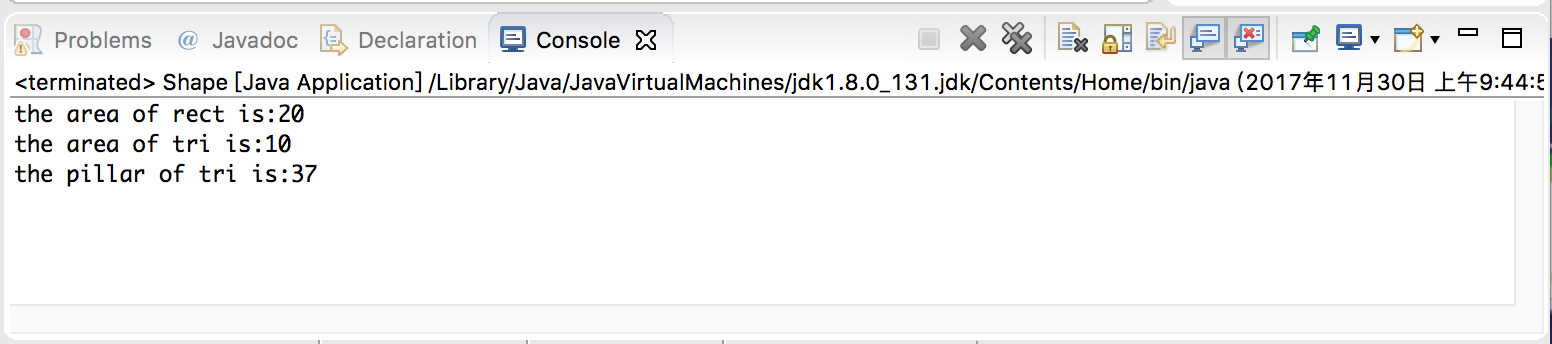 Problems @ Javadoc Declaration Console
<terminated> Shape [Java Application] /Library/Java/JavaVirtualMachines/jdk1.8.0_131.jdk/Contents/Home/bin/java (2017年11月30日 上午9:44:5
the area of rect is:20
the area of tri is:10
the pillar of tri is:37